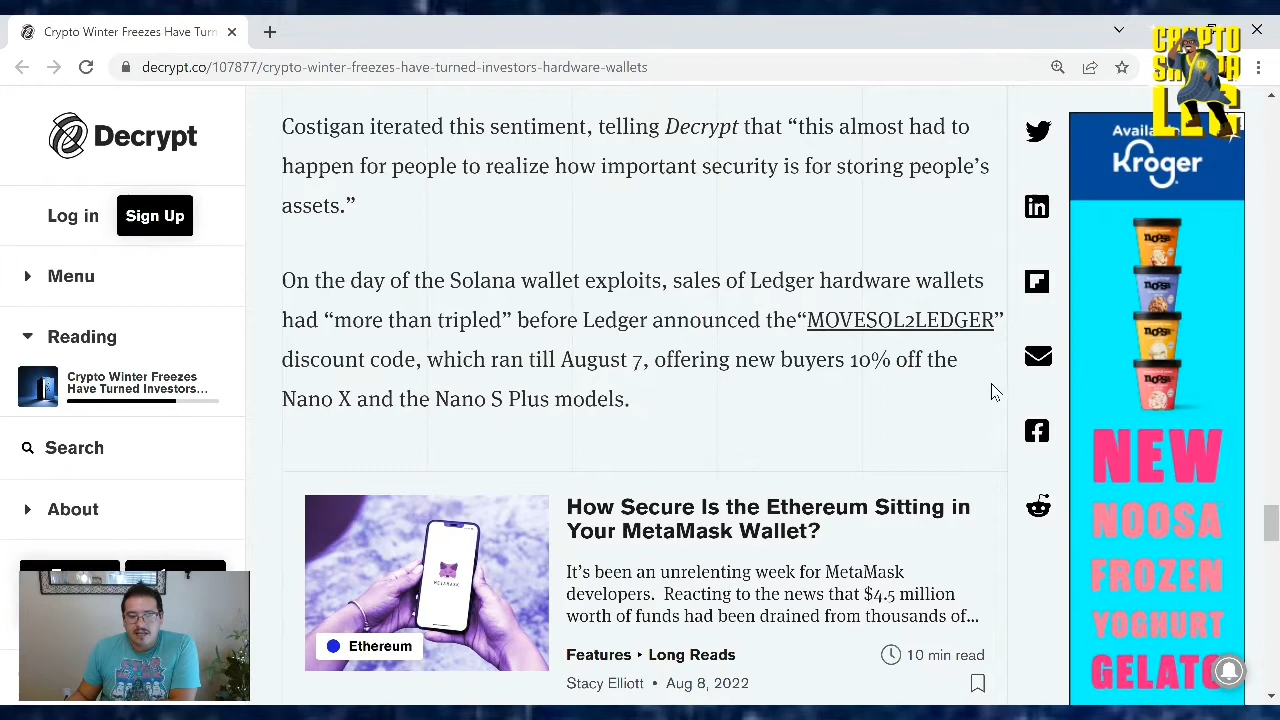 Crypto Winter Freezes Have Turn
decrypt.co/107877/crypto-winter-freezes-have-turned-investors-hardware-wallets
CRYPTO
LEO
Decrypt
Log in
Sign Up
Menu
Reading
Crypto Winter Freezes
Have Turned Investors...
Search
About
Costigan iterated this sentiment, telling Decrypt that “this almost had to
happen for people to realize how important security is for storing people’s
assets.”
On the day of the Solana wallet exploits, sales of Ledger hardware wallets
had “more than tripled” before Ledger announced the“MOVESOL2LEDGER”
discount code, which ran till August 7, offering new buyers 10% off the
Nano X and the Nano S Plus models.
METAMASK
Ethereum
How Secure Is the Ethereum Sitting in
Your MetaMask Wallet?
It’s been an unrelenting week for MetaMask
developers. Reacting to the news that $4.5 million
worth of funds had been drained from thousands of...
Features ‣ Long Reads
10 min read
Stacy Elliott • Aug 8, 2022
Kroger
noosa
noosa
noosa
noosa
NEW
NOOSA
FROZEN
YOGHURT
GELATO